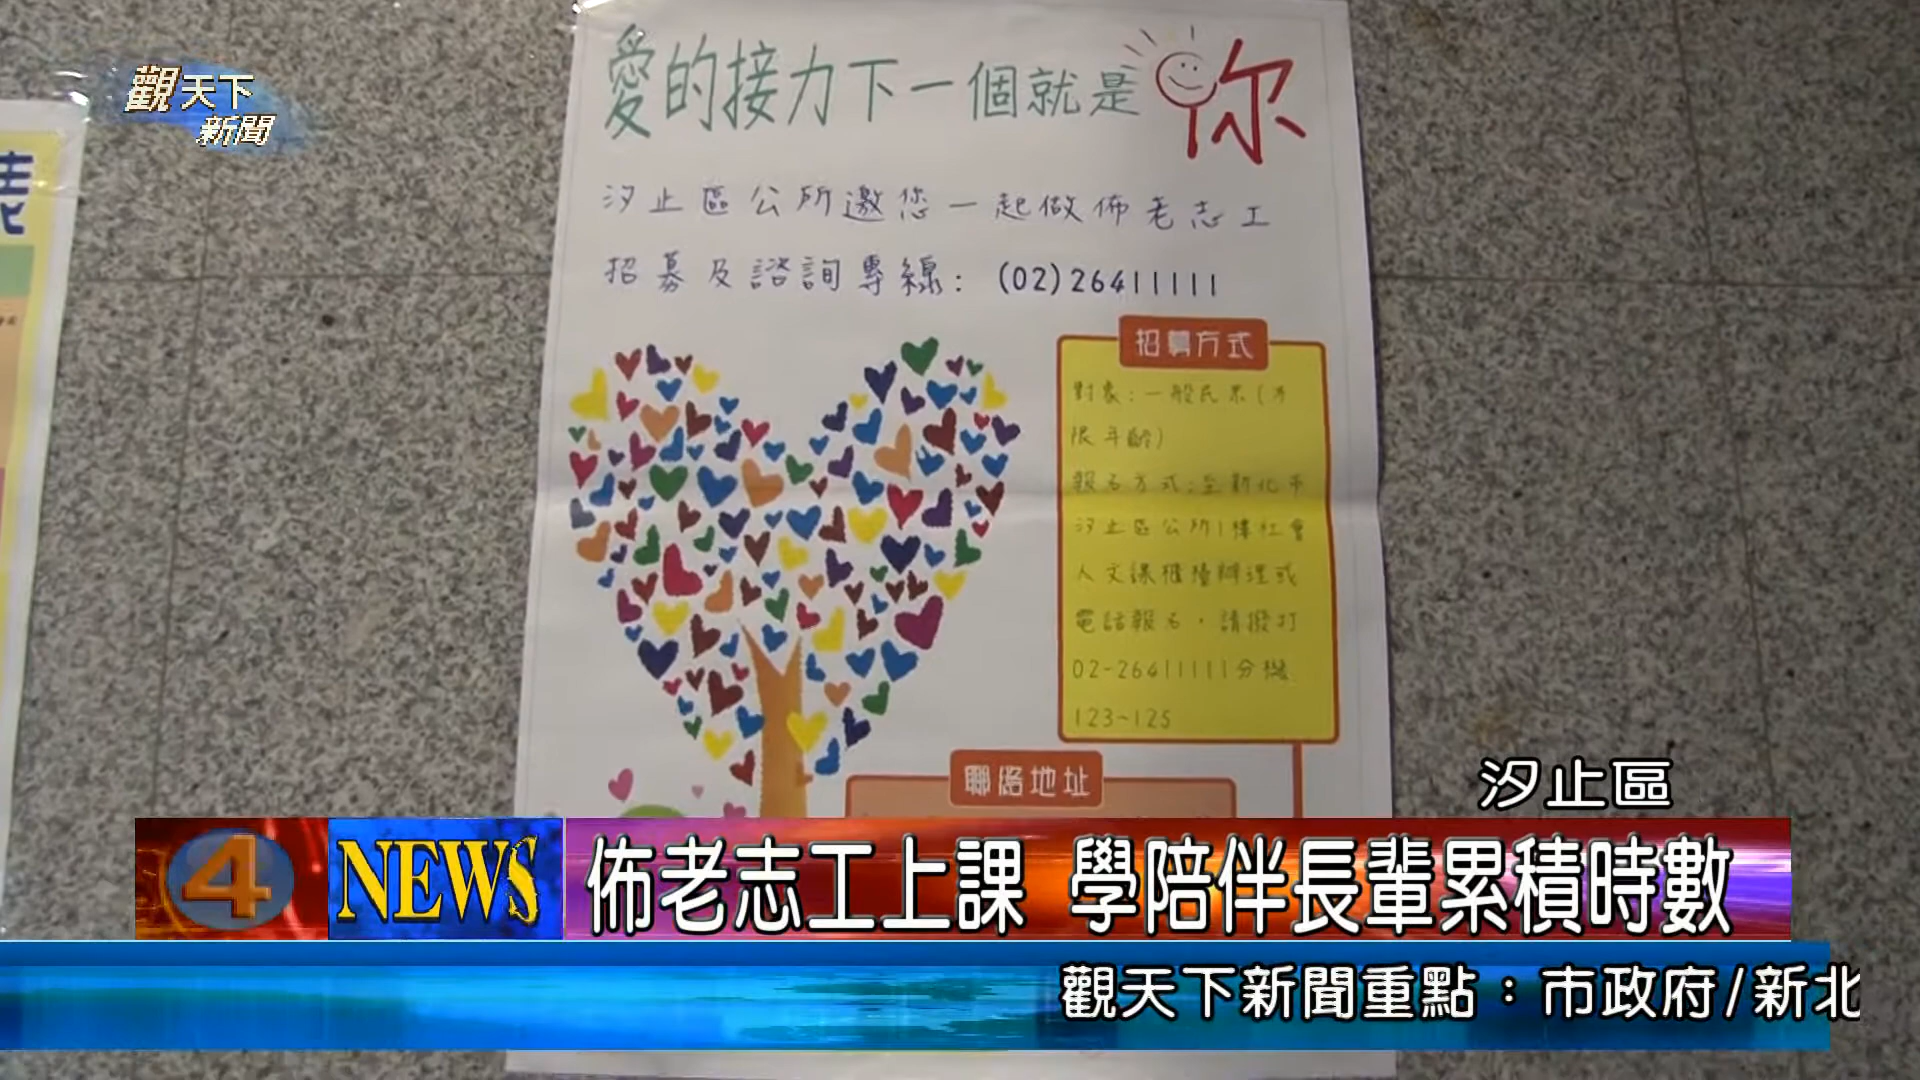 觀天下
新聞
愛的接力下一個就是你
汐止區公所邀您一起做佈老志工
招募及諮詢專線：(02)26411111
招募方式
對象：一般民眾(不
限年齡)
報名方式：至新北市
汐止區公所1樓社會
人文課櫃檯辦理或
電話報名，請撥打
02-26411111分機
123~125
聯絡地址
汐止區
4 NEWS 佈老志工上課 學陪伴長輩累積時數
觀天下新聞重點：市政府/新北